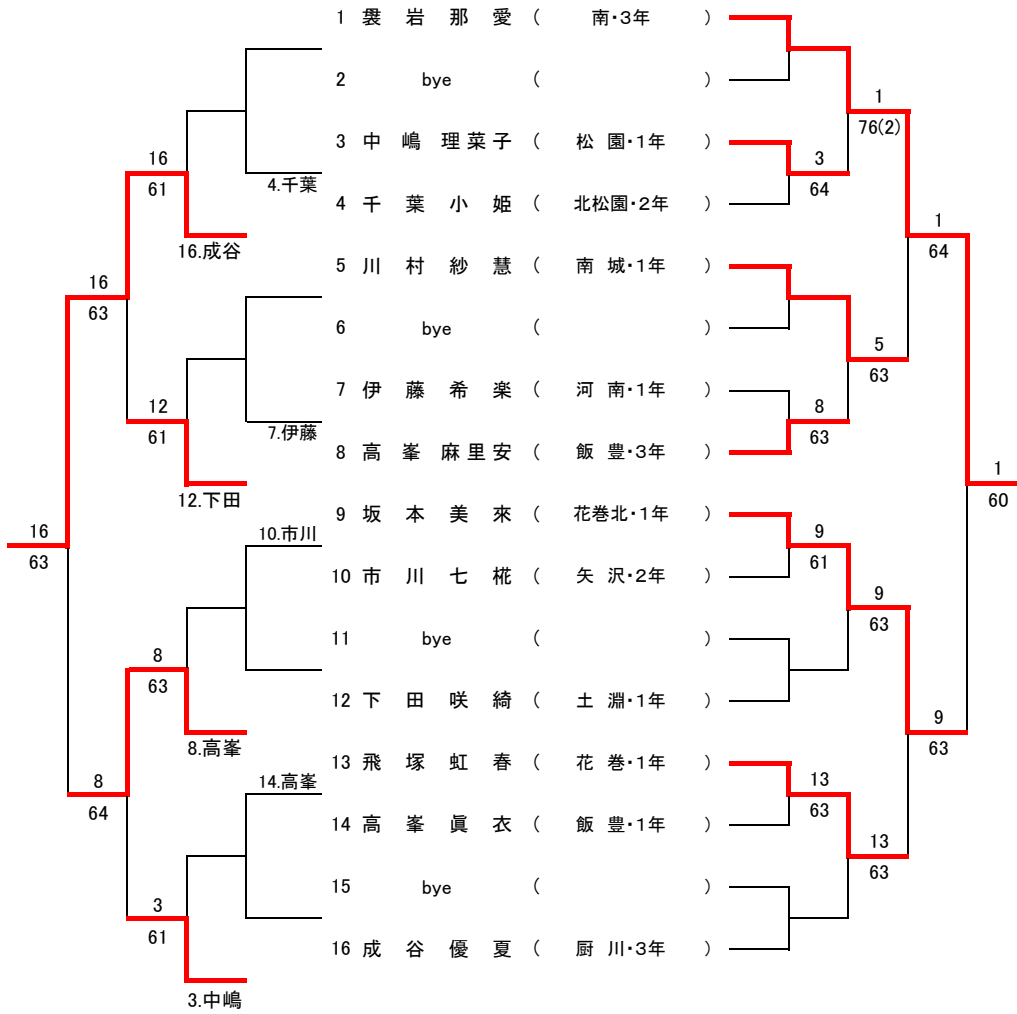 1 袰 岩 那 愛 ( 南・3年 )
2 bye ( )
3 中 嶋 理 菜 子 ( 松 園・1年 )
4 千 葉 小 姫 ( 北松園・2年 )
5 川 村 紗 慧 ( 南 城・1年 )
6 bye ( )
7 伊 藤 希 楽 ( 河 南・1年 )
8 高 峯 麻 里 安 ( 飯 豊・3年 )
9 坂 本 美 來 ( 花巻北・1年 )
10 市 川 七 椛 ( 矢 沢・2年 )
11 bye ( )
12 下 田 咲 綺 ( 土 淵・1年 )
13 飛 塚 虹 春 ( 花 巻・1年 )
14 高 峯 眞 衣 ( 飯 豊・1年 )
15 bye ( )
16 成 谷 優 夏 ( 厨 川・3年 )
3
64
8
63
9
61
13
63
1
76(2)
5
63
9
63
13
63
1
64
9
63
1
60
4.千葉
7.伊藤
10.市川
14.高峯
16.成谷
12.下田
8.高峯
3.中嶋
16
61
12
61
8
63
3
61
16
63
8
64
16
63